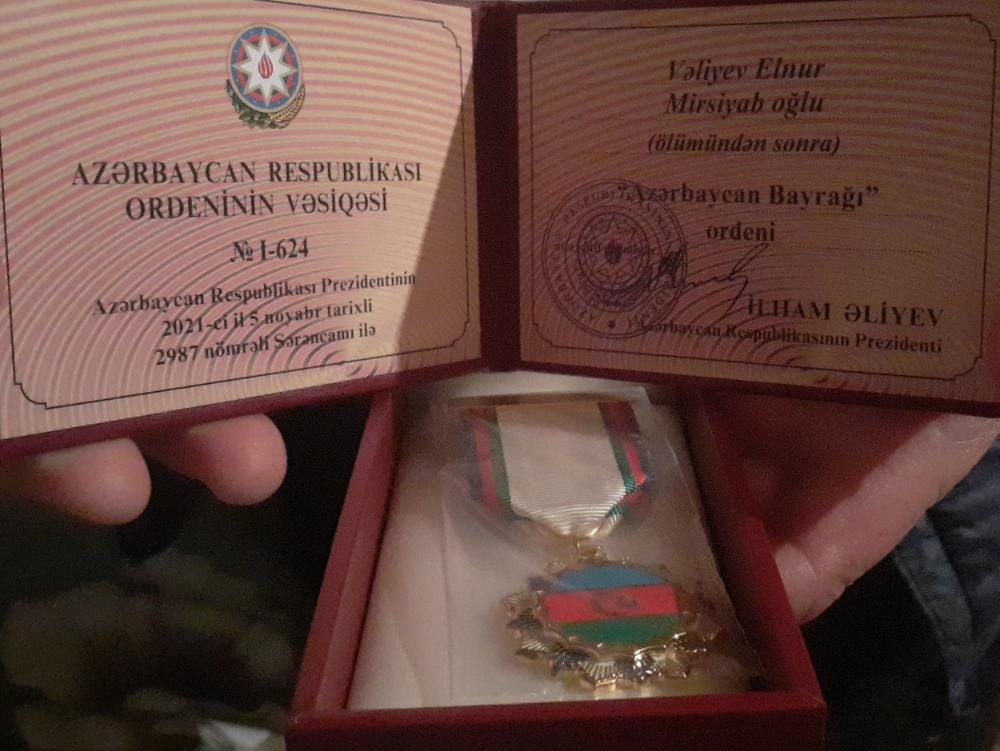 AZƏRBAYCAN RESPUBLİKASI
ORDENİNİN VƏSİQƏSİ
№ I-624
Azərbaycan Respublikası Prezidentinin
2021-ci il 5 noyabr tarixli
2987 nömrəli Sərəncamı ilə
Vəliyev Elnur
Mirsiyab oğlu
(ölümündən sonra)
"Azərbaycan Bayrağı"
ordeni
İLHAM ƏLİYEV
Azərbaycan Respublikasının Prezidenti